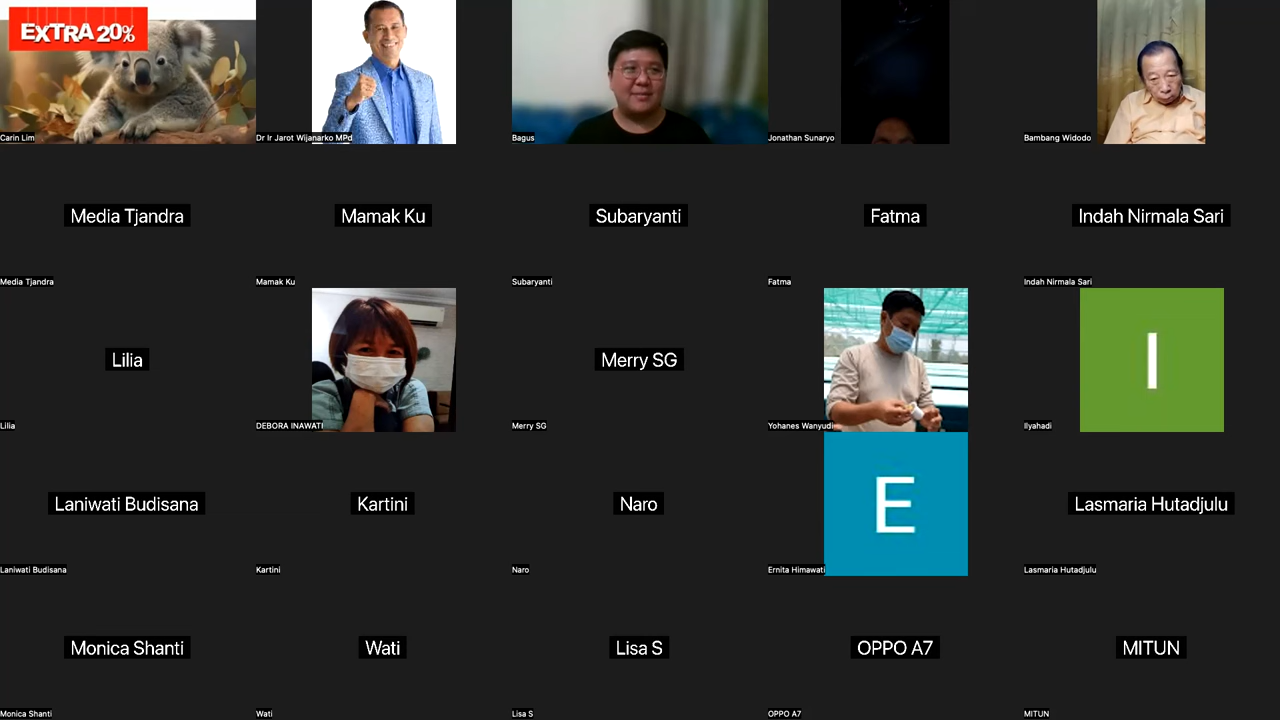 EXTRA 20%
Carin Lim
Dr Ir Jarot Wijanarko MPd
Bagus
Jonathan Sunaryo
Bambang Widodo
Media Tjandra
Mamak Ku
Subaryanti
Fatma
Indah Nirmala Sari
Media Tjandra
Mamak Ku
Subaryanti
Fatma
Indah Nirmala Sari
Lilia
Merry SG
I
Lilia
DEBORA INAWATI
Merry SG
Yohanes Wanyudi
Ilyahadi
Laniwati Budisana
Kartini
Naro
E
Lasmaria Hutadjulu
Laniwati Budisana
Kartini
Naro
Ernita Himawati
Lasmaria Hutadjulu
Monica Shanti
Wati
Lisa S
OPPO A7
MITUN
Monica Shanti
Wati
Lisa S
OPPO A7
MITUN